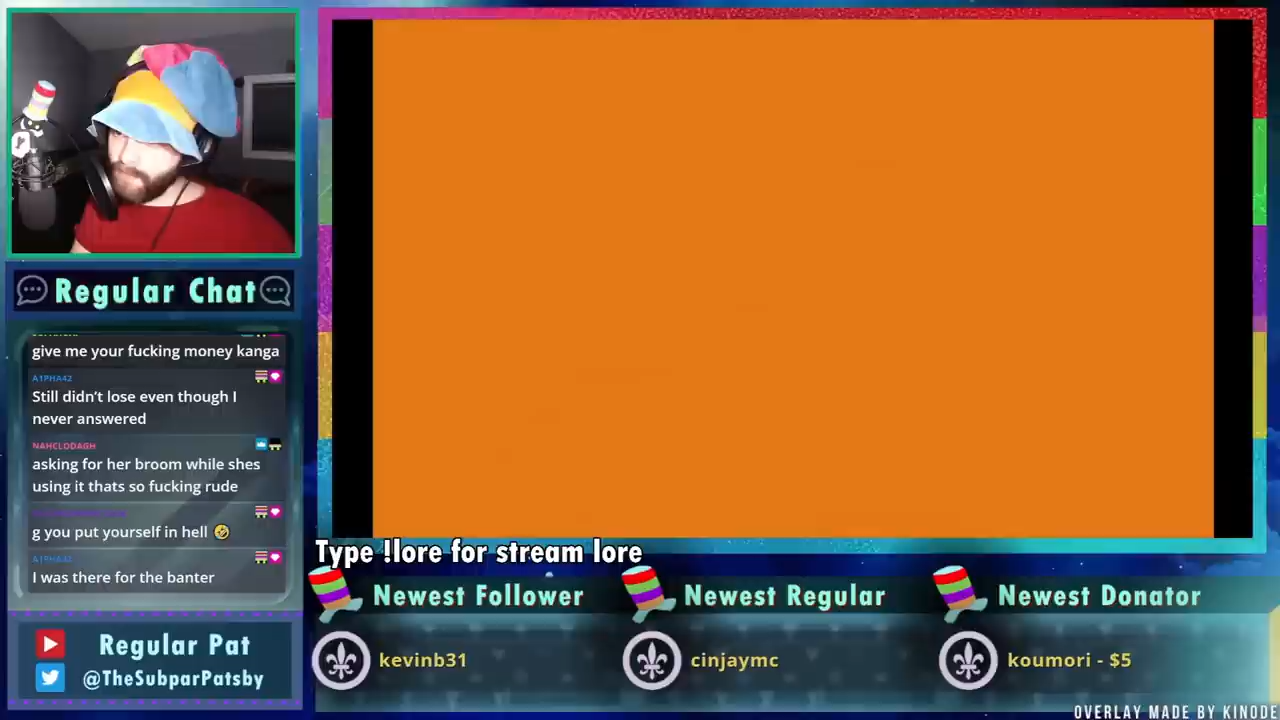 Regular Chat
give me your fucking money kanga
A1PHA42
Still didn't lose even though I
never answered
NAHCLODAGH
asking for her broom while shes
using it thats so fucking rude
g you put yourself in hell 🤣
A1PHA42
I was there for the banter
Regular Pat
@TheSubparPatsby
Type !lore for stream lore
Newest Follower
kevinb31
Newest Regular
cinjaymc
Newest Donator
koumori - $5
OVERLAY MADE BY KINODE